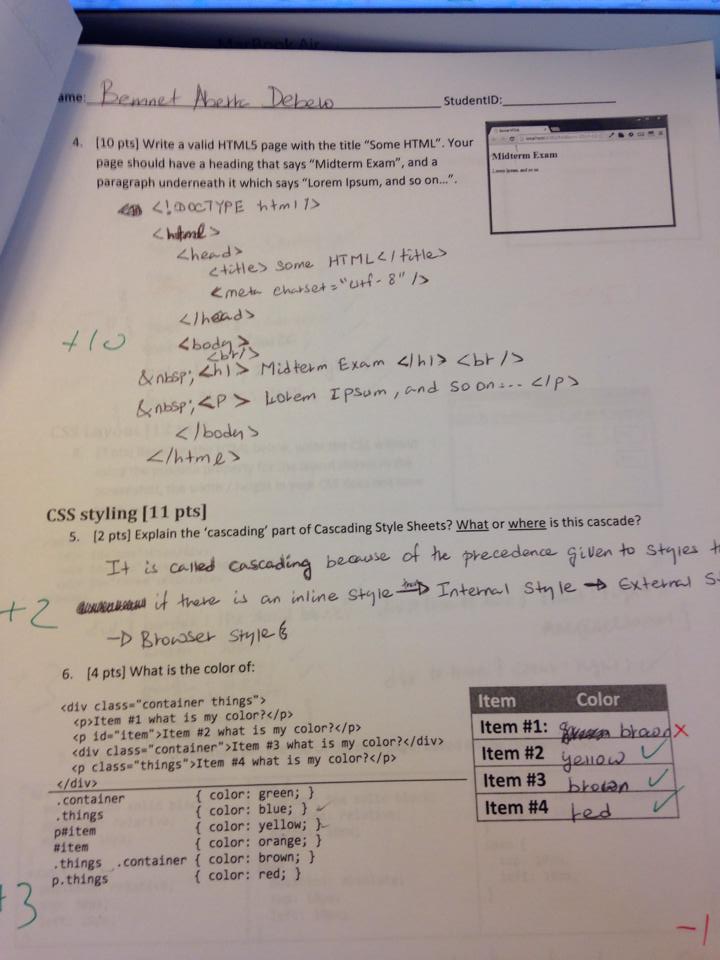 ame: Bemnet Aberra Debew StudentID:
4. [10 pts] Write a valid HTML5 page with the title “Some HTML”. Your
page should have a heading that says “Midterm Exam”, and a
paragraph underneath it which says “Lorem Ipsum, and so on...”.
Midterm Exam
Lorem Ipsum, and so on
<!DOCTYPE html>
<html>
<head>
<title> some HTML</title>
<meta charset="utf-8"/>
</head>
+10
<body>
<br/>
&nbsp;<h1> Midterm Exam </h1> <br/>
&nbsp;<P> Lorem Ipsum, and so on... </p>
</body>
</html>
CSS styling [11 pts]
5. [2 pts] Explain the ‘cascading’ part of Cascading Style Sheets? What or where is this cascade?
It is called cascading because of the precedence given to styles
+2 if there is an inline style → Internal style → External S
→ Browser style
6. [4 pts] What is the color of:
<div class="container things">
<p>Item #1 what is my color?</p>
<p id="item">Item #2 what is my color?</p>
<div class="container">Item #3 what is my color?</div>
<p class="things">Item #4 what is my color?</p>
</div>
.container { color: green; }
.things { color: blue; }
p#item { color: yellow; }
#item { color: orange; }
.things .container { color: brown; }
p.things { color: red; }
+3
Item Color
Item #1: brown ×
Item #2 yellow ✓
Item #3 brown ✓
Item #4 red ✓
-1